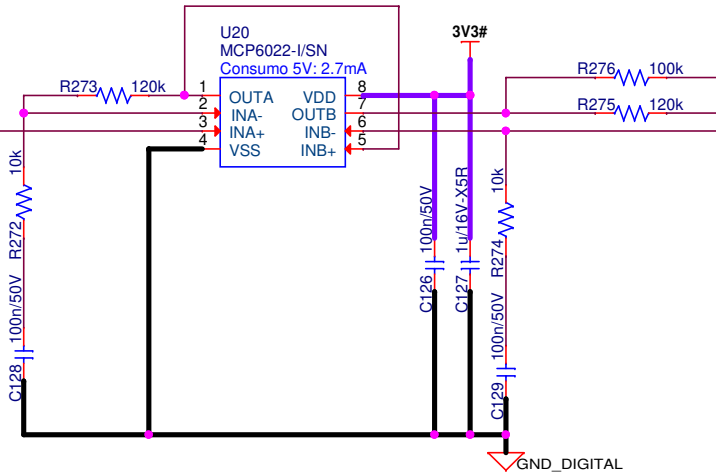 U20
MCP6022-I/SN
Consumo 5V: 2.7mA
3V3#
R273
120k
R276
100k
R275
120k
1
OUTA
VDD
8
2
INA-
OUTB
7
3
INA+
INB-
6
4
VSS
INB+
5
10k
R272
100n/50V
C128
100n/50V
C126
1u/16V-X5R
C127
10k
R274
100n/50V
C129
GND_DIGITAL